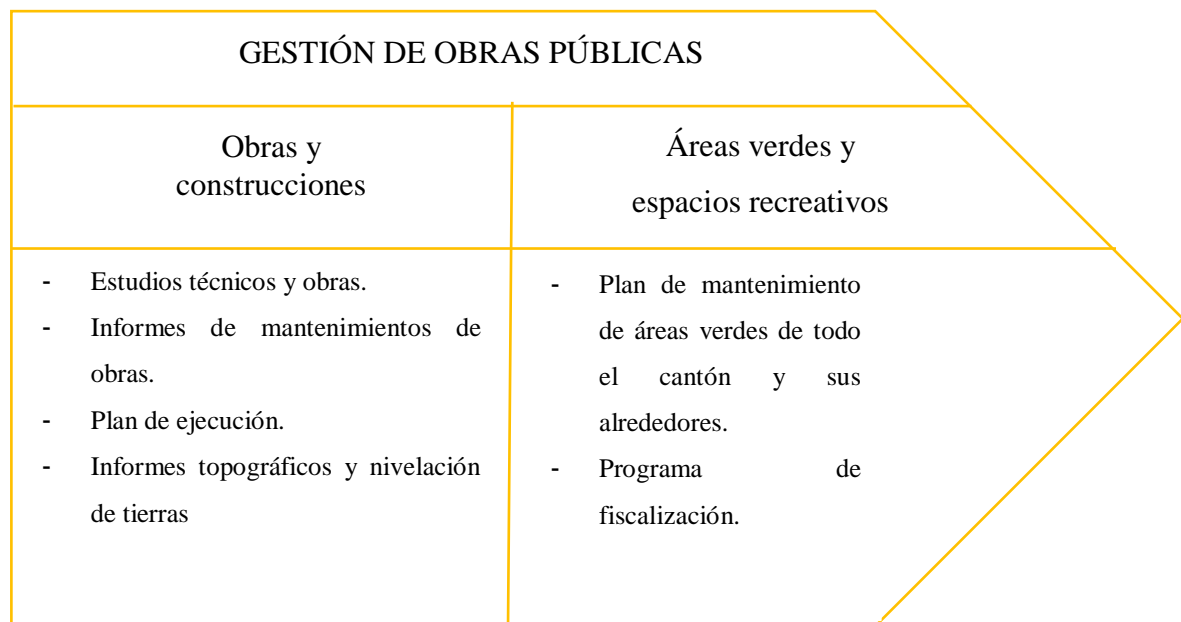 GESTIÓN DE OBRAS PÚBLICAS
Obras y
construcciones
Áreas verdes y
espacios recreativos
- Estudios técnicos y obras.
- Informes de mantenimientos de
obras.
- Plan de ejecución.
- Informes topográficos y nivelación
de tierras
- Plan de mantenimiento
de áreas verdes de todo
el cantón y sus
alrededores.
- Programa de
fiscalización.